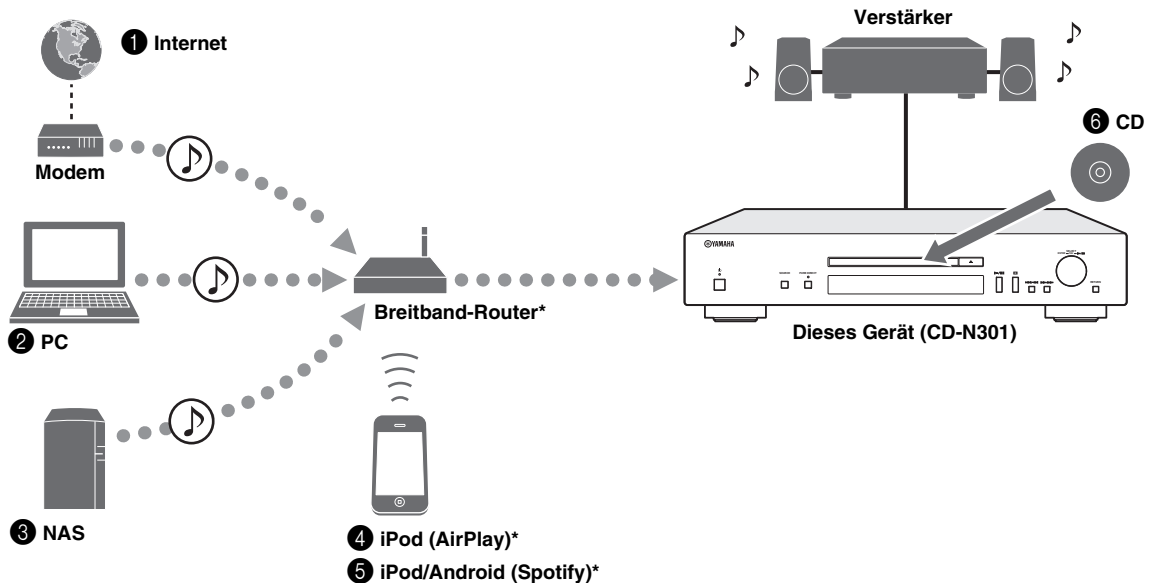 ❶ Internet
Modem
❷ PC
❸ NAS
Breitband-Router*
❹ iPod (AirPlay)*
❺ iPod/Android (Spotify)*
Verstärker
❻ CD
YAMAHA
Dieses Gerät (CD-N301)